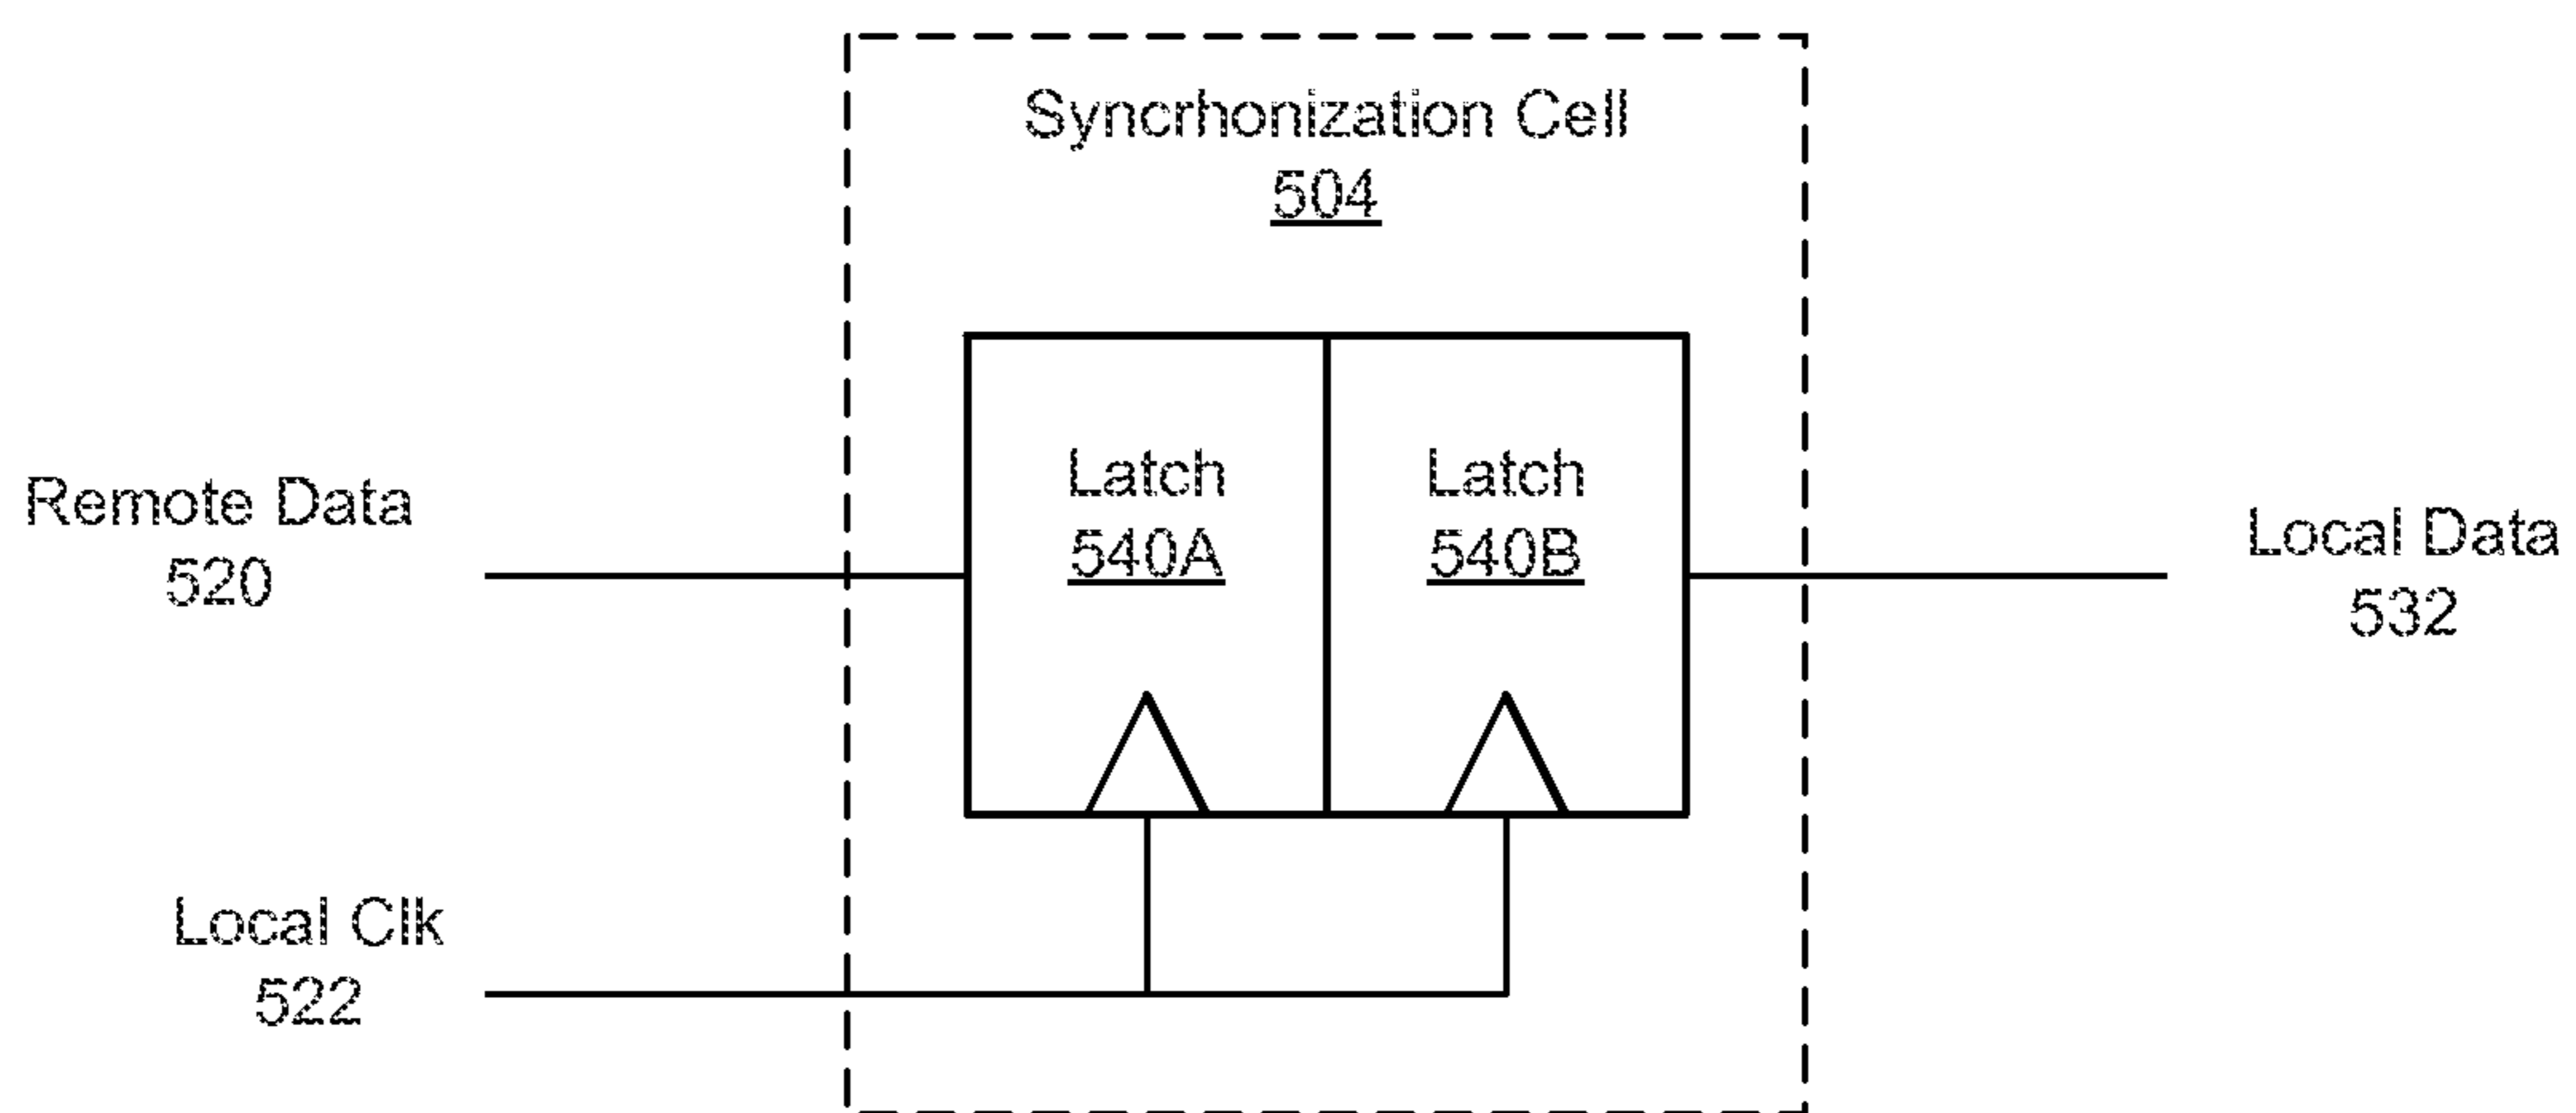 Syncrhonization Cell
504
Remote Data
520
Latch
540A
Latch
540B
Local Data
532
Local Clk
522